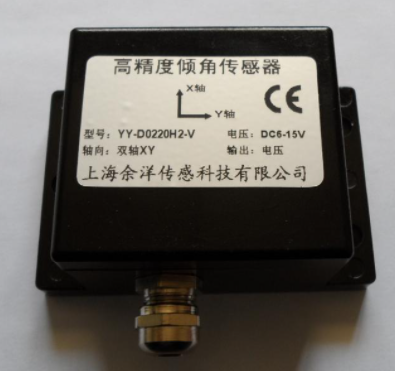 高精度倾角传感器
X轴
Y轴
CE
型号：YY-D0220H2-V 电压：DC6-15V
轴向：双轴XY 输出：电压
上海余洋传感科技有限公司